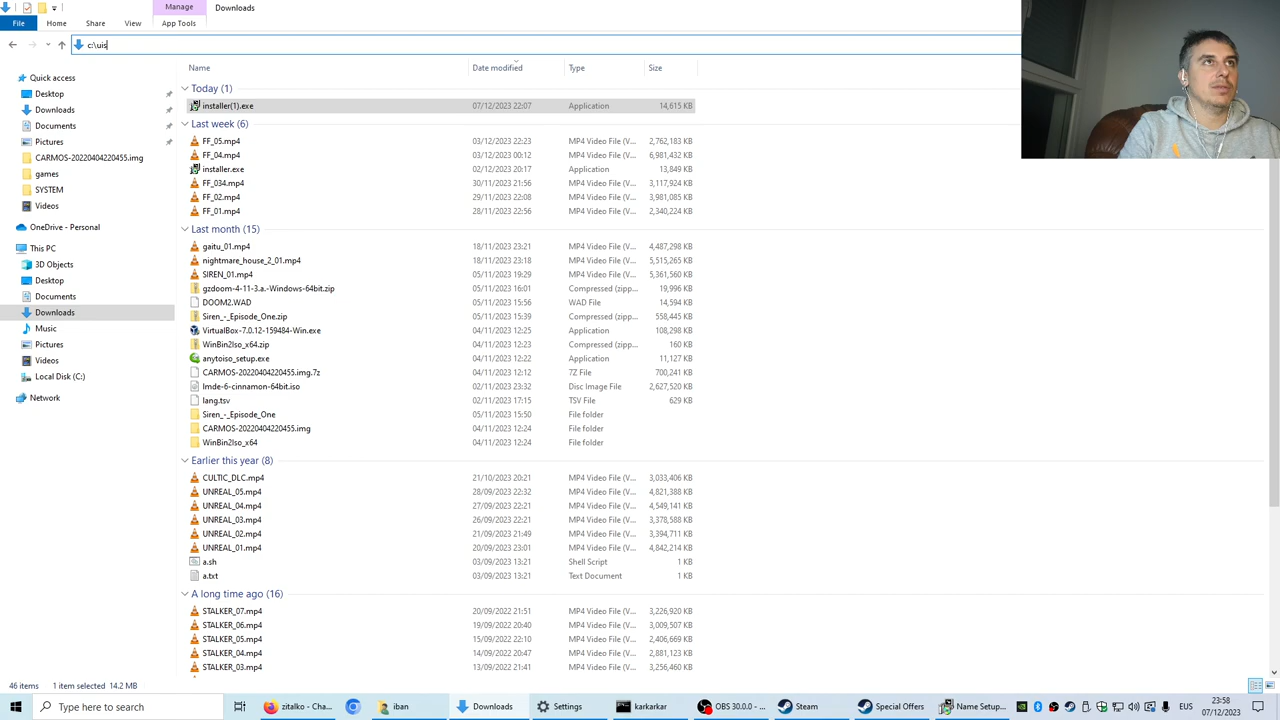 Manage
Downloads
File
Home
Share
View
App Tools
c:\uis
Name
Date modified
Type
Size
Quick access
Desktop
Downloads
Documents
Pictures
CARMOS-20220404220455.img
games
SYSTEM
Videos
OneDrive - Personal
This PC
3D Objects
Desktop
Documents
Downloads
Music
Pictures
Videos
Local Disk (C:)
Network
Today (1)
installer(1).exe 07/12/2023 22:07 Application 14,615 KB
Last week (6)
FF_05.mp4 03/12/2023 22:23 MP4 Video File (V... 2,762,183 KB
FF_04.mp4 03/12/2023 00:12 MP4 Video File (V... 6,981,432 KB
installer.exe 02/12/2023 20:17 Application 13,849 KB
FF_034.mp4 30/11/2023 21:56 MP4 Video File (V... 3,117,924 KB
FF_02.mp4 29/11/2023 22:08 MP4 Video File (V... 3,981,085 KB
FF_01.mp4 28/11/2023 22:56 MP4 Video File (V... 2,340,224 KB
Last month (15)
gaitu_01.mp4 18/11/2023 23:21 MP4 Video File (V... 4,487,298 KB
nightmare_house_2_01.mp4 18/11/2023 23:18 MP4 Video File (V... 5,515,265 KB
SIREN_01.mp4 05/11/2023 19:29 MP4 Video File (V... 5,361,560 KB
gzdoom-4-11-3.a.-Windows-64bit.zip 05/11/2023 16:01 Compressed (zipp... 19,996 KB
DOOM2.WAD 05/11/2023 15:56 WAD File 14,594 KB
Siren_-_Episode_One.zip 05/11/2023 15:39 Compressed (zipp... 558,445 KB
VirtualBox-7.0.12-159484-Win.exe 04/11/2023 12:25 Application 108,298 KB
WinBin2Iso_x64.zip 04/11/2023 12:23 Compressed (zipp... 160 KB
anytoiso_setup.exe 04/11/2023 12:22 Application 11,127 KB
CARMOS-20220404220455.img.7z 04/11/2023 12:12 7Z File 700,241 KB
lmde-6-cinnamon-64bit.iso 02/11/2023 23:32 Disc Image File 2,627,520 KB
lang.tsv 02/11/2023 17:15 TSV File 629 KB
Siren_-_Episode_One 05/11/2023 15:50 File folder
CARMOS-20220404220455.img 04/11/2023 12:24 File folder
WinBin2Iso_x64 04/11/2023 12:24 File folder
Earlier this year (8)
CULTIC_DLC.mp4 21/10/2023 20:21 MP4 Video File (V... 3,033,406 KB
UNREAL_05.mp4 28/09/2023 22:32 MP4 Video File (V... 4,821,388 KB
UNREAL_04.mp4 27/09/2023 22:21 MP4 Video File (V... 4,549,141 KB
UNREAL_03.mp4 26/09/2023 22:21 MP4 Video File (V... 3,378,588 KB
UNREAL_02.mp4 21/09/2023 21:49 MP4 Video File (V... 3,394,711 KB
UNREAL_01.mp4 20/09/2023 23:01 MP4 Video File (V... 4,842,214 KB
a.sh 03/09/2023 13:21 Shell Script 1 KB
a.txt 03/09/2023 13:21 Text Document 1 KB
A long time ago (16)
STALKER_07.mp4 20/09/2022 21:51 MP4 Video File (V... 3,226,920 KB
STALKER_06.mp4 19/09/2022 20:40 MP4 Video File (V... 3,009,507 KB
STALKER_05.mp4 15/09/2022 22:10 MP4 Video File (V... 2,406,669 KB
STALKER_04.mp4 14/09/2022 20:47 MP4 Video File (V... 2,881,123 KB
STALKER_03.mp4 13/09/2022 21:41 MP4 Video File (V... 3,256,460 KB
46 items 1 item selected 14.2 MB
Type here to search
zitalko - Cha...
iban
Downloads
Settings
karkarkar
OBS 30.0.0 - ...
Steam
Special Offers
Name Setup...
EUS
23:58
07/12/2023